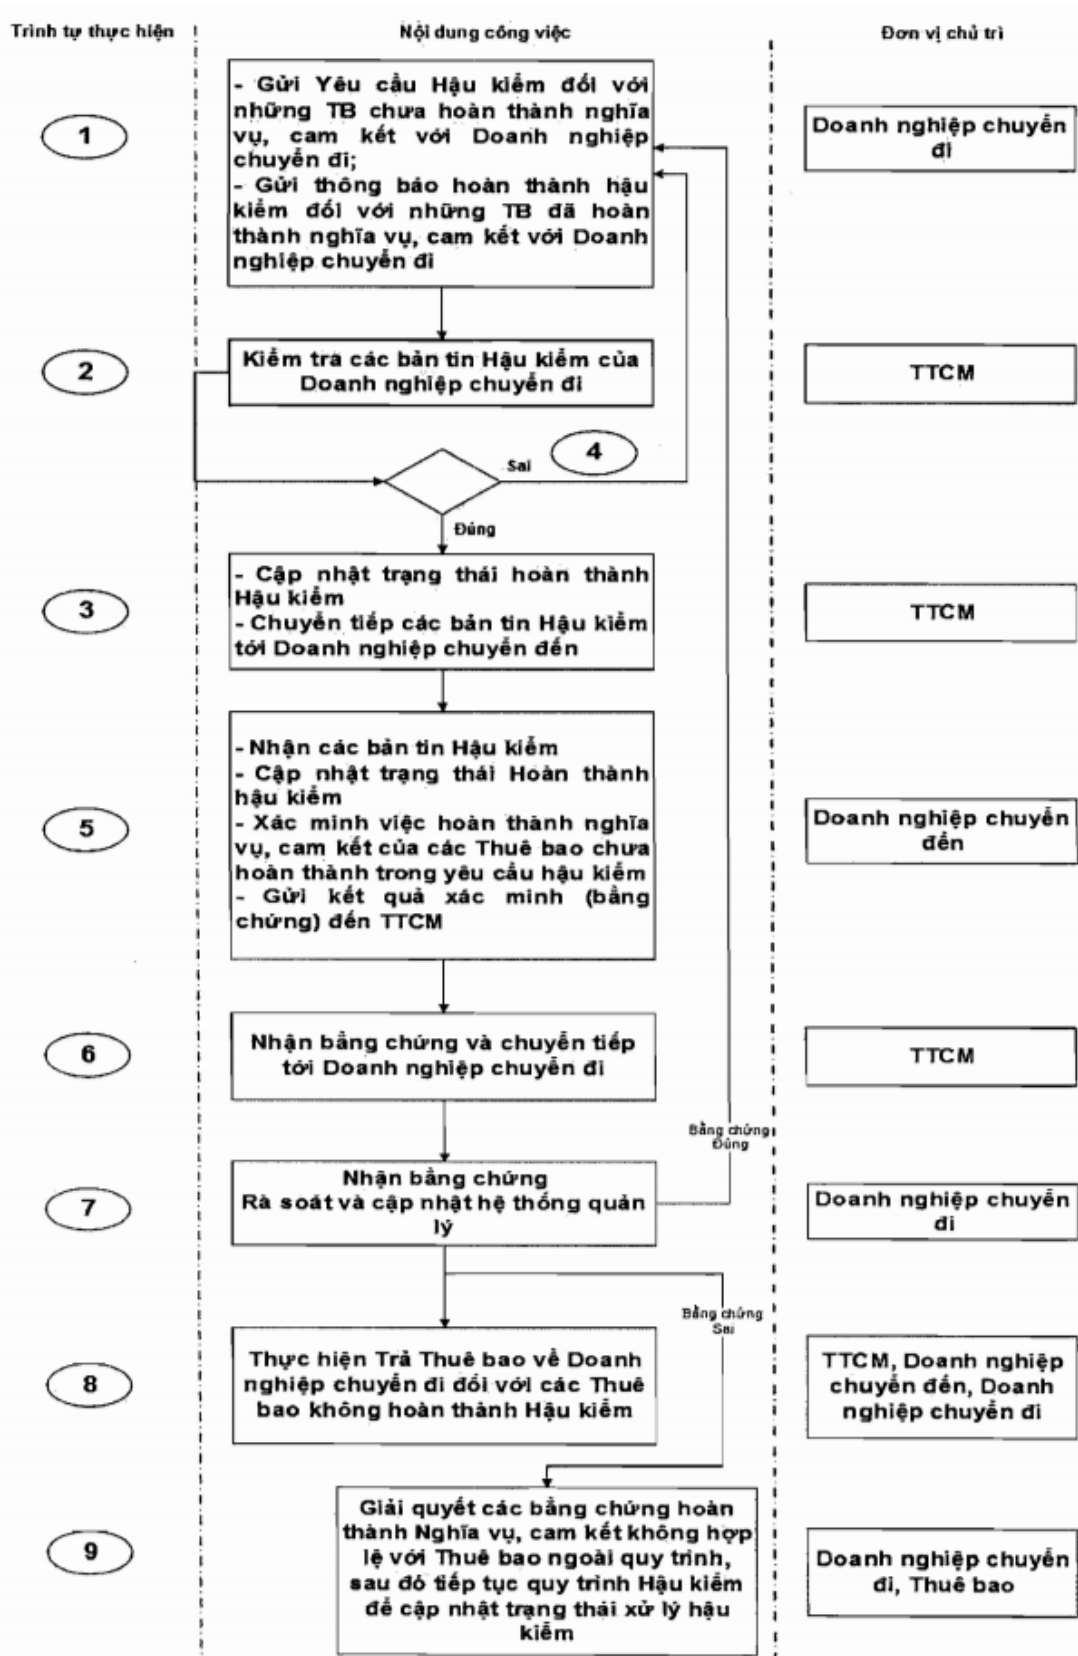 Trình tự thực hiện
Nội dung công việc
Đơn vị chủ trì
1
- Gửi Yêu cầu Hậu kiểm đối với
những TB chưa hoàn thành nghĩa
vụ, cam kết với Doanh nghiệp
chuyển đi;
- Gửi thông báo hoàn thành hậu
kiểm đối với những TB đã hoàn
thành nghĩa vụ, cam kết với Doanh
nghiệp chuyển đi
Doanh nghiệp chuyển
đi
2
Kiểm tra các bản tin Hậu kiểm của
Doanh nghiệp chuyển đi
TTCM
Sai
4
Đúng
3
- Cập nhật trạng thái hoàn thành
Hậu kiểm
- Chuyển tiếp các bản tin Hậu kiểm
tới Doanh nghiệp chuyển đến
TTCM
5
- Nhận các bản tin Hậu kiểm
- Cập nhật trạng thái Hoàn thành
hậu kiểm
- Xác minh việc hoàn thành nghĩa
vụ, cam kết của các Thuê bao chưa
hoàn thành trong yêu cầu hậu kiểm
- Gửi kết quả xác minh (bằng
chứng) đến TTCM
Doanh nghiệp chuyển
đến
6
Nhận bằng chứng và chuyển tiếp
tới Doanh nghiệp chuyển đi
TTCM
Bằng chứng
Đúng
7
Nhận bằng chứng
Rà soát và cập nhật hệ thống quản
lý
Doanh nghiệp chuyển
đi
Bằng chứng
Sai
8
Thực hiện Trả Thuê bao về Doanh
nghiệp chuyển đi đối với các Thuê
bao không hoàn thành Hậu kiểm
TTCM, Doanh nghiệp
chuyển đến, Doanh
nghiệp chuyển đi
9
Giải quyết các bằng chứng hoàn
thành Nghĩa vụ, cam kết không hợp
lệ với Thuê bao ngoài quy trình,
sau đó tiếp tục quy trình Hậu kiểm
để cập nhật trạng thái xử lý hậu
kiểm
Doanh nghiệp chuyển
đi, Thuê bao